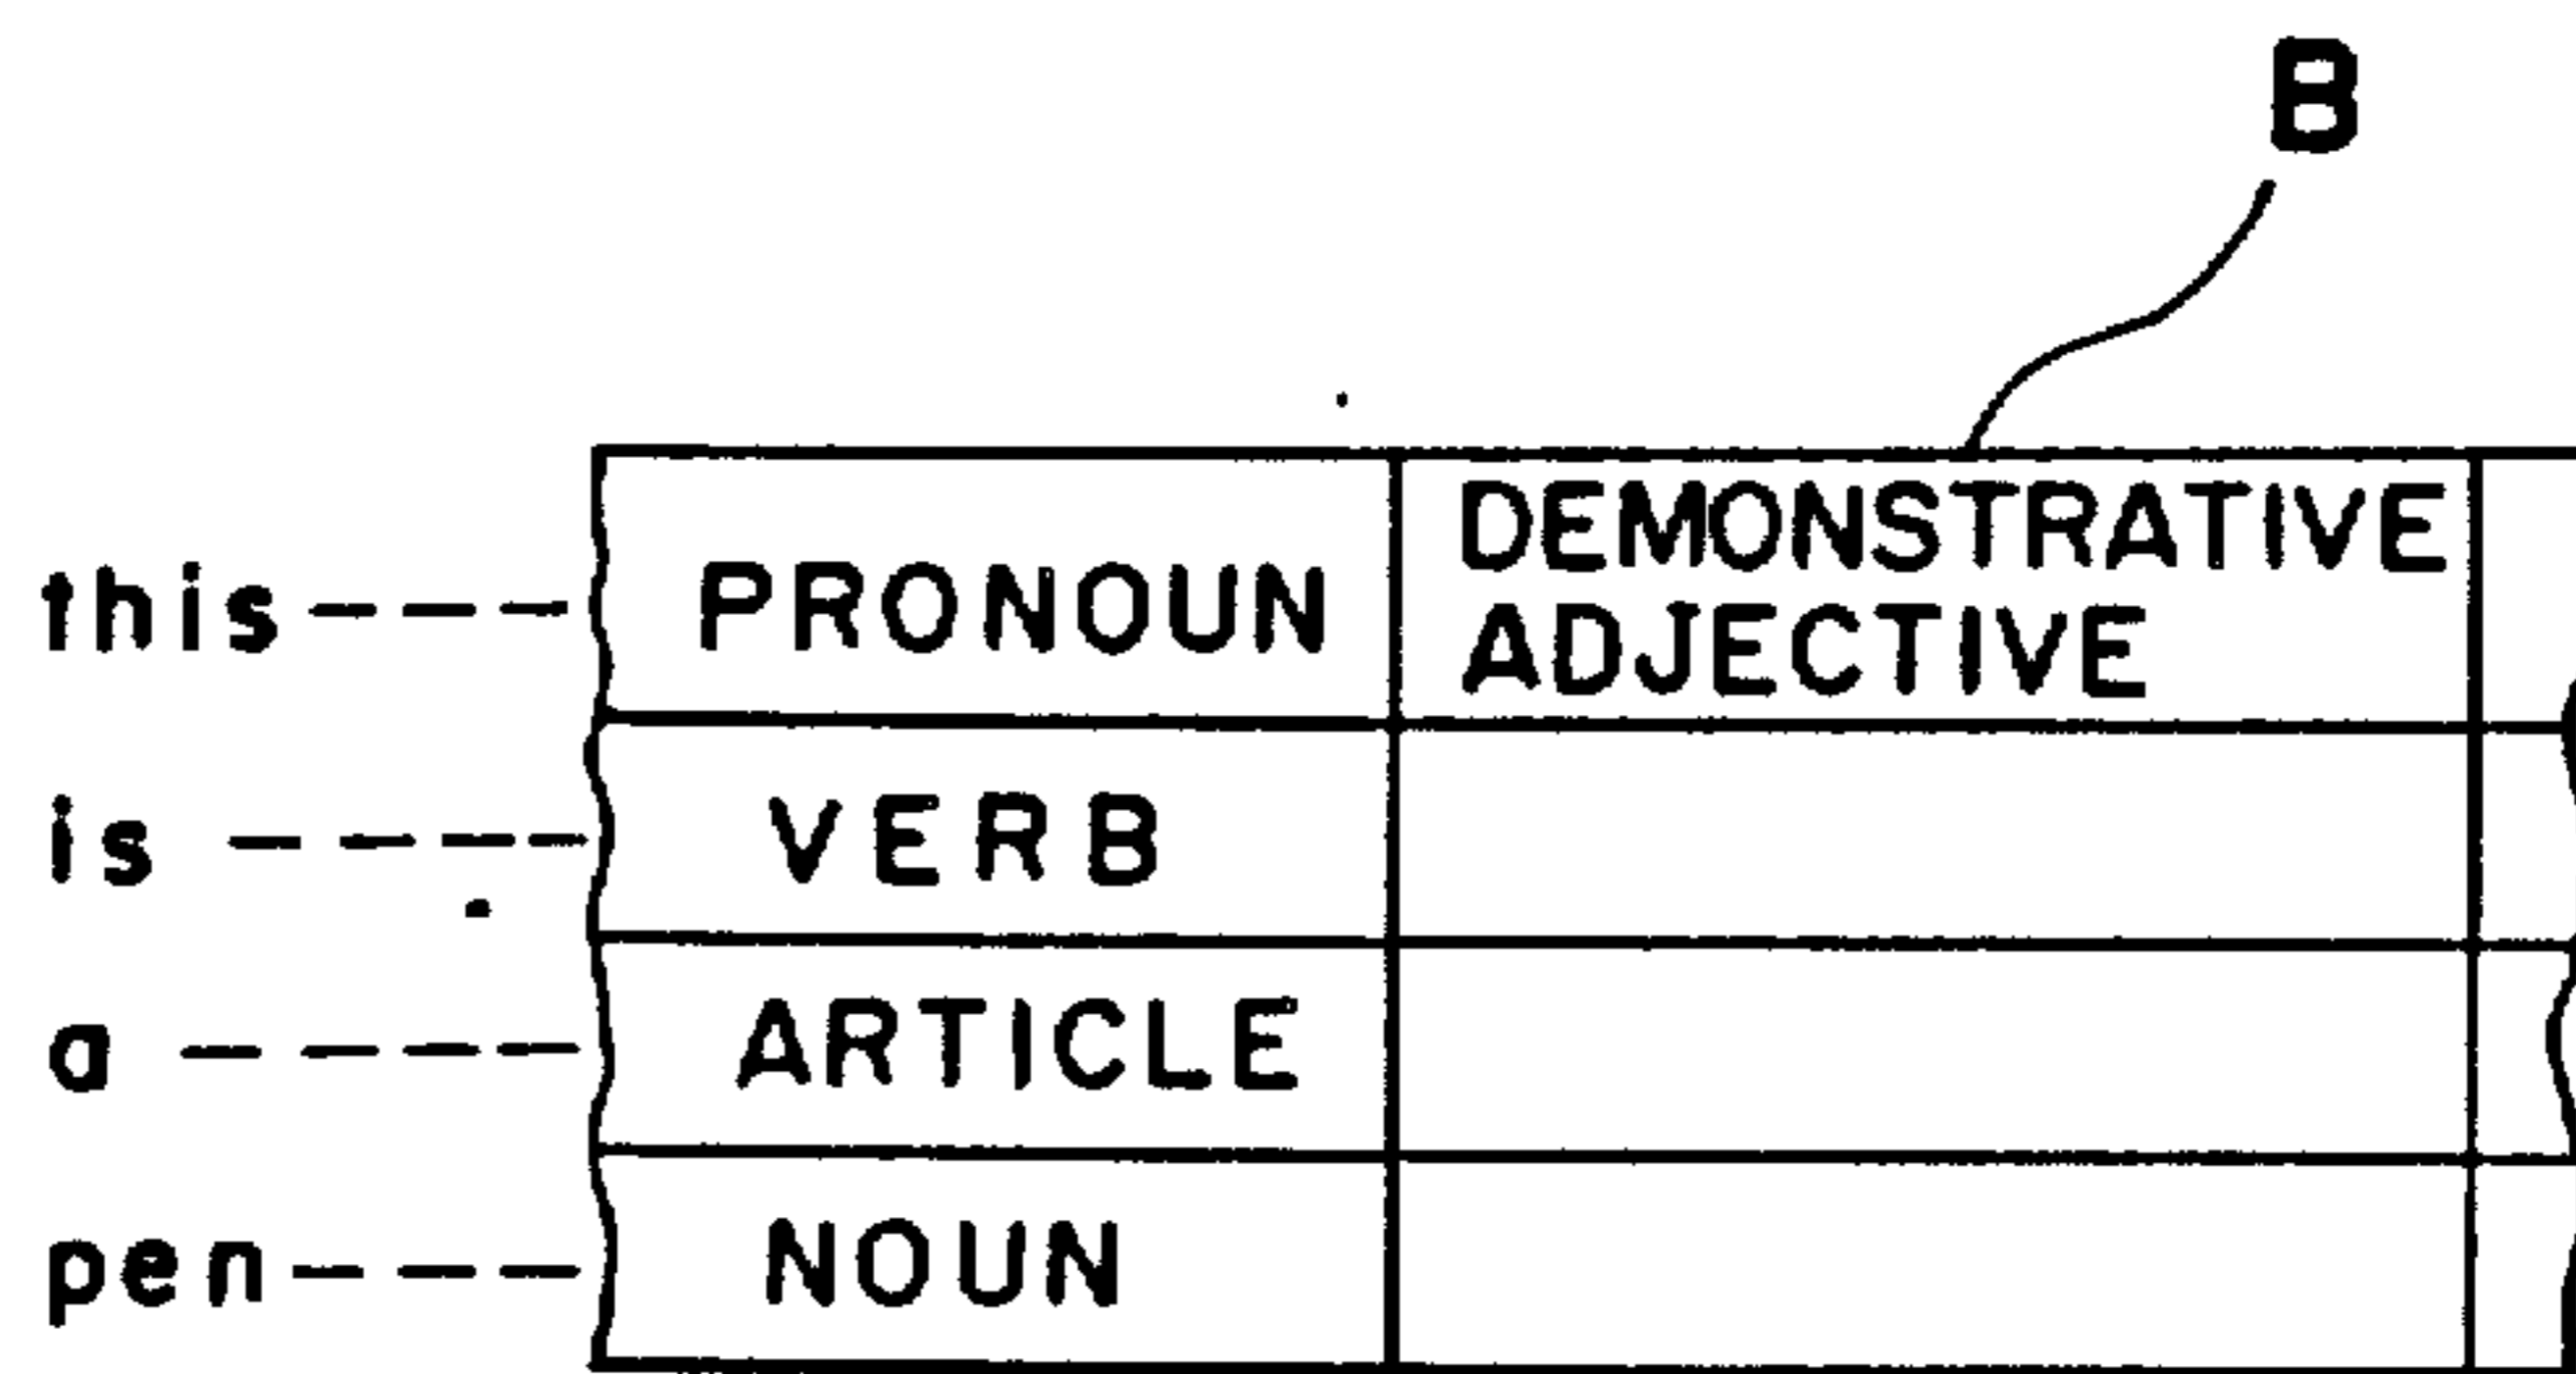 B
this --- PRONOUN DEMONSTRATIVE
ADJECTIVE
is ---- VERB
a ---- ARTICLE
pen --- NOUN